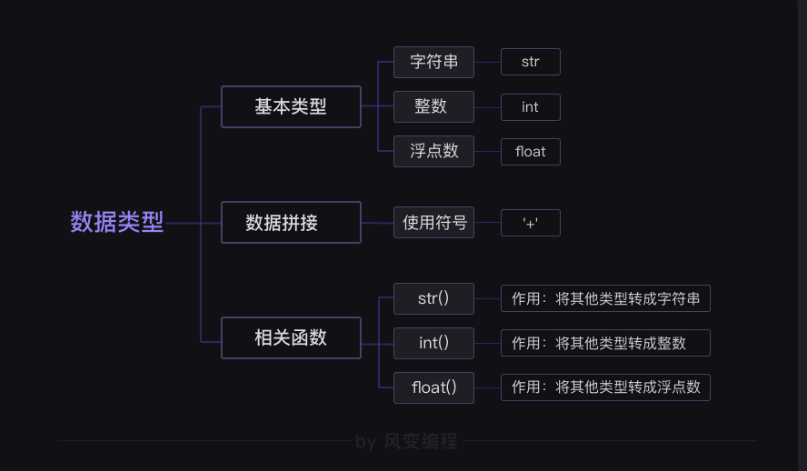 数据类型
基本类型
字符串 str
整数 int
浮点数 float
数据拼接
使用符号 '+'
相关函数
str() 作用：将其他类型转成字符串
int() 作用：将其他类型转成整数
float() 作用：将其他类型转成浮点数
by 风变编程